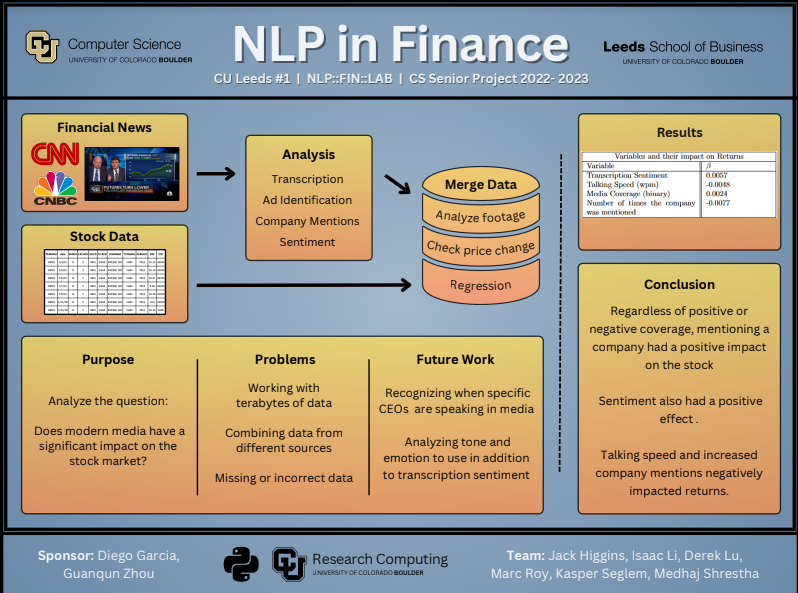 Computer Science
UNIVERSITY OF COLORADO BOULDER
NLP in Finance
CU Leeds #1 | NLP::FIN::LAB | CS Senior Project 2022- 2023
Leeds School of Business
UNIVERSITY OF COLORADO BOULDER
Financial News
CNN
CNBC
FUTURES TURN LOWER
Stock Data
Analysis
Transcription
Ad Identification
Company Mentions
Sentiment
Merge Data
Analyze footage
Check price change
Regression
Results
Variables and their impact on Returns
Variable β
Transcription Sentiment 0.0057
Talking Speed (wpm) -0.0048
Media Coverage (binary) 0.0024
Number of times the company -0.0077
was mentioned
Conclusion
Regardless of positive or
negative coverage, mentioning a
company had a positive impact
on the stock
Sentiment also had a positive
effect .
Talking speed and increased
company mentions negatively
impacted returns.
Purpose
Analyze the question:
Does modern media have a
significant impact on the
stock market?
Problems
Working with
terabytes of data
Combining data from
different sources
Missing or incorrect data
Future Work
Recognizing when specific
CEOs are speaking in media
Analyzing tone and
emotion to use in addition
to transcription sentiment
Sponsor: Diego Garcia,
Guanqun Zhou
Research Computing
UNIVERSITY OF COLORADO BOULDER
Team: Jack Higgins, Isaac Li, Derek Lu,
Marc Roy, Kasper Seglem, Medhaj Shrestha